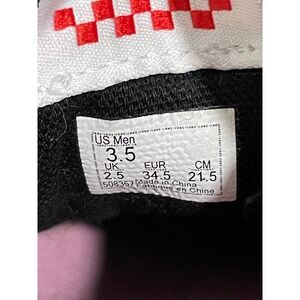 US Men
3.5
UK EUR CM
2.5 34.5 21.5
508357 Made in China
Fabriqué en Chine